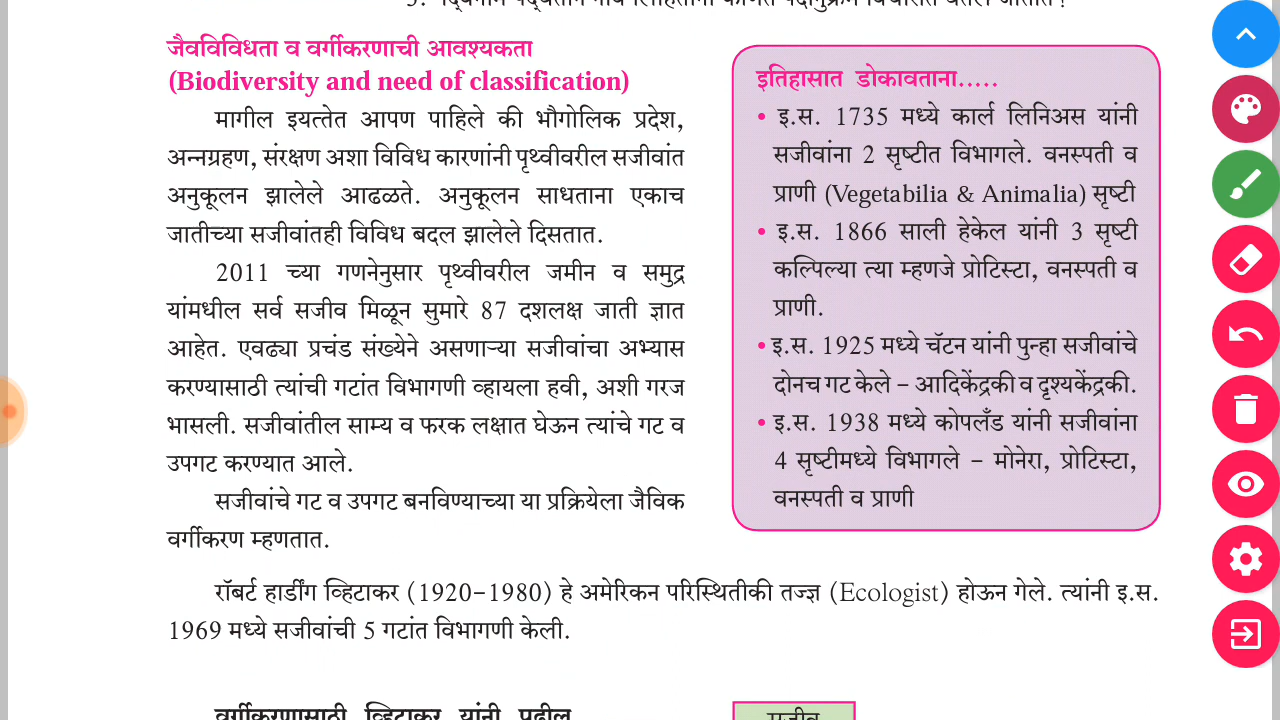 जैवविविधता व वर्गीकरणाची आवश्यकता
(Biodiversity and need of classification)
मागील इयत्तेत आपण पाहिले की भौगोलिक प्रदेश,
अन्नग्रहण, संरक्षण अशा विविध कारणांनी पृथ्वीवरील सजीवांत
अनुकूलन झालेले आढळते. अनुकूलन साधताना एकाच
जातीच्या सजीवांतही विविध बदल झालेले दिसतात.
2011 च्या गणनेनुसार पृथ्वीवरील जमीन व समुद्र
यांमधील सर्व सजीव मिळून सुमारे 87 दशलक्ष जाती ज्ञात
आहेत. एवढ्या प्रचंड संख्येने असणाऱ्या सजीवांचा अभ्यास
करण्यासाठी त्यांची गटांत विभागणी व्हायला हवी, अशी गरज
भासली. सजीवांतील साम्य व फरक लक्षात घेऊन त्यांचे गट व
उपगट करण्यात आले.
सजीवांचे गट व उपगट बनविण्याच्या या प्रक्रियेला जैविक
वर्गीकरण म्हणतात.
इतिहासात डोकावताना.....
• इ.स. 1735 मध्ये कार्ल लिनिअस यांनी
सजीवांना 2 सृष्टीत विभागले. वनस्पती व
प्राणी (Vegetabilia & Animalia) सृष्टी
• इ.स. 1866 साली हेकेल यांनी 3 सृष्टी
कल्पिल्या त्या म्हणजे प्रोटिस्टा, वनस्पती व
प्राणी.
• इ.स. 1925 मध्ये चॅटन यांनी पुन्हा सजीवांचे
दोनच गट केले – आदिकेंद्रकी व दृश्यकेंद्रकी.
• इ.स. 1938 मध्ये कोपलँड यांनी सजीवांना
4 सृष्टीमध्ये विभागले – मोनेरा, प्रोटिस्टा,
वनस्पती व प्राणी
रॉबर्ट हार्डींग व्हिटाकर (1920–1980) हे अमेरिकन परिस्थितीकी तज्ज्ञ (Ecologist) होऊन गेले. त्यांनी इ.स.
1969 मध्ये सजीवांची 5 गटांत विभागणी केली.
वर्गीकरणासाठी व्हिटाकर यांनी पुढील
सजीव